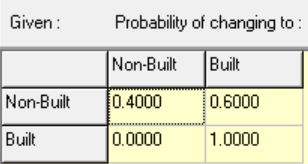 Given : Probability of changing to :
Non-Built Built
Non-Built 0.4000 0.6000
Built 0.0000 1.0000